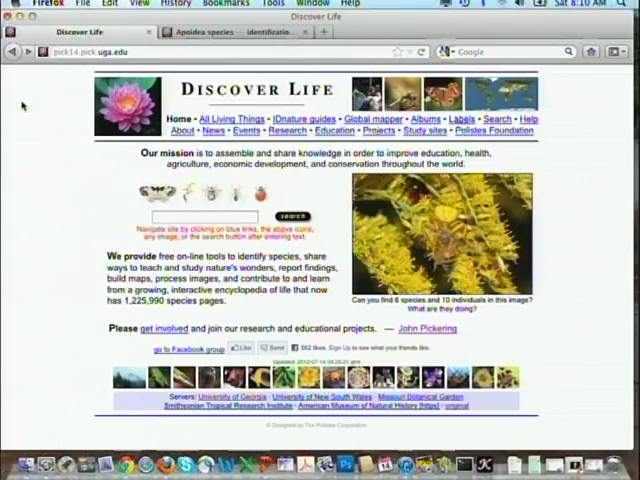 Firefox File Edit View History Bookmarks Tools Window Help Sat 8:10 AM
Discover Life
Discover Life Apoidea species — identificatio...
pick14.pick.uga.edu Google
DISCOVER LIFE
Home • All Living Things • IDnature guides • Global mapper • Albums • Labels • Search • Help
About • News • Events • Research • Education • Projects • Study sites • Polistes Foundation
Our mission is to assemble and share knowledge in order to improve education, health,
agriculture, economic development, and conservation throughout the world.
search
Navigate site by clicking on blue links, the above icons,
any image, or the search button after entering text.
We provide free on-line tools to identify species, share
ways to teach and study nature's wonders, report findings,
build maps, process images, and contribute to and learn
from a growing, interactive encyclopedia of life that now
has 1,225,990 species pages.
Can you find 6 species and 10 individuals in this image?
What are they doing?
Please get involved and join our research and educational projects. — John Pickering
go to Facebook group Like Send 562 likes. Sign Up to see what your friends like.
Updated: 2012-07-14 04:26:21 gmt
Servers: University of Georgia • University of New South Wales • Missouri Botanical Garden
Smithsonian Tropical Research Institute • American Museum of Natural History [https] • original
© Designed by The Polistes Corporation